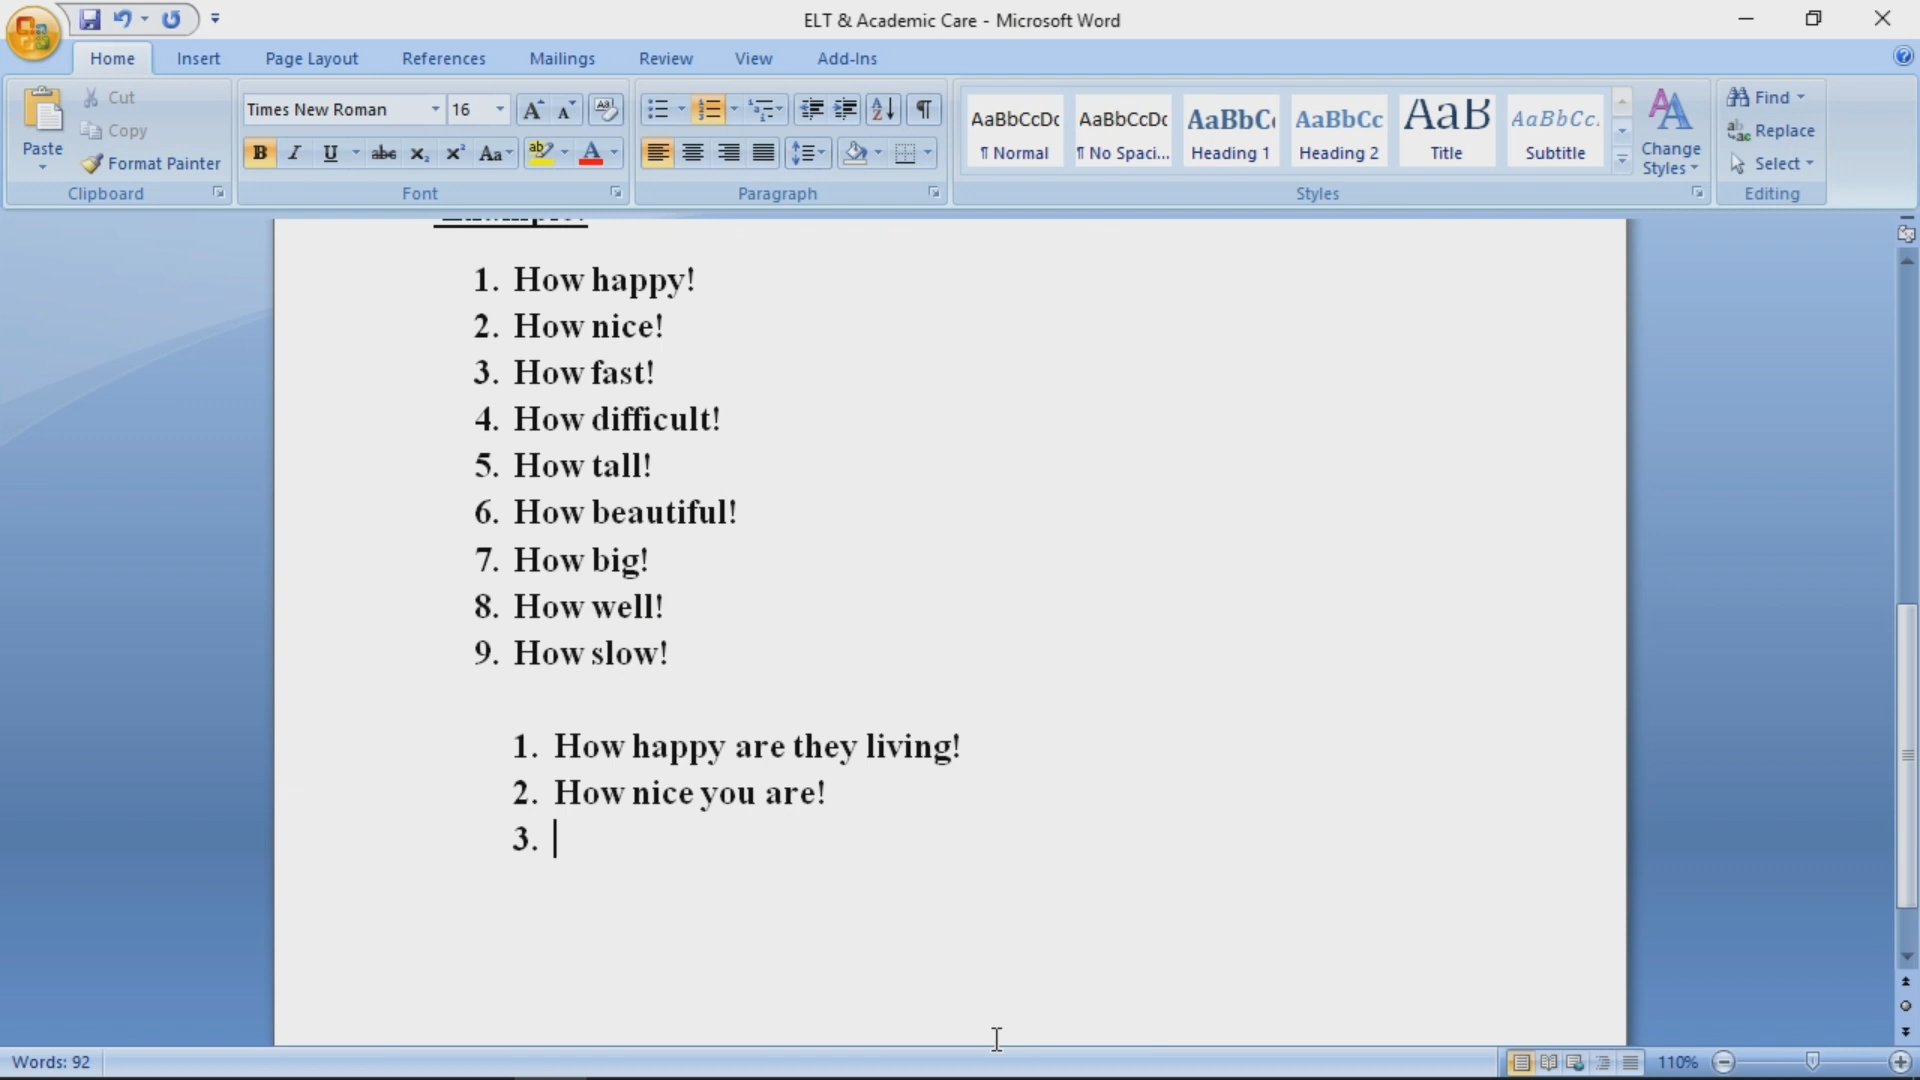 ELT & Academic Care - Microsoft Word
Home Insert Page Layout References Mailings Review View Add-Ins
Paste
Cut
Copy
Format Painter
Clipboard
Times New Roman 16
Font
Paragraph
AaBbCcDc AaBbCcDc AaBbC AaBbCc AaB AaBbCc.
¶ Normal ¶ No Spaci... Heading 1 Heading 2 Title Subtitle
Change Styles
Styles
Find
Replace
Select
Editing
1. How happy!
2. How nice!
3. How fast!
4. How difficult!
5. How tall!
6. How beautiful!
7. How big!
8. How well!
9. How slow!
1. How happy are they living!
2. How nice you are!
3.
Words: 92
110%